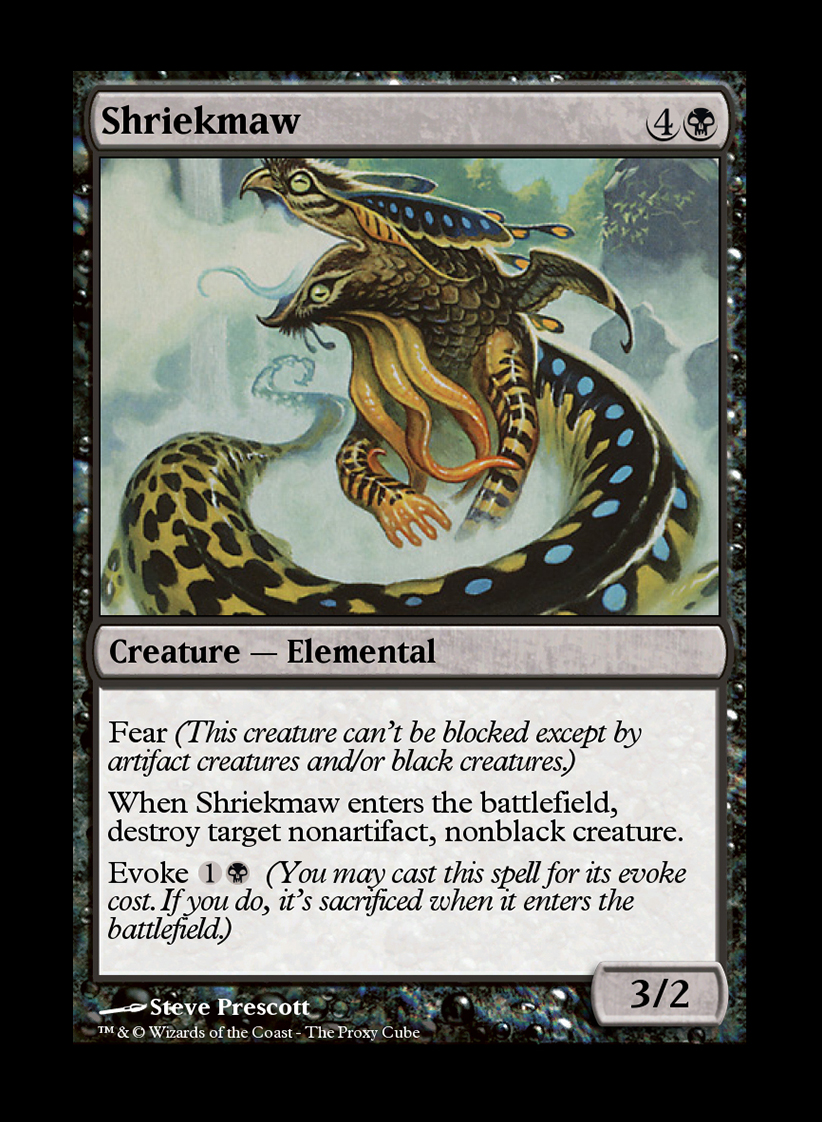 Shriekmaw 4
Creature — Elemental
Fear (This creature can't be blocked except by
artifact creatures and/or black creatures.)
When Shriekmaw enters the battlefield,
destroy target nonartifact, nonblack creature.
Evoke 1 (You may cast this spell for its evoke
cost. If you do, it's sacrificed when it enters the
battlefield.)
3/2
Steve Prescott
™ & © Wizards of the Coast - The Proxy Cube